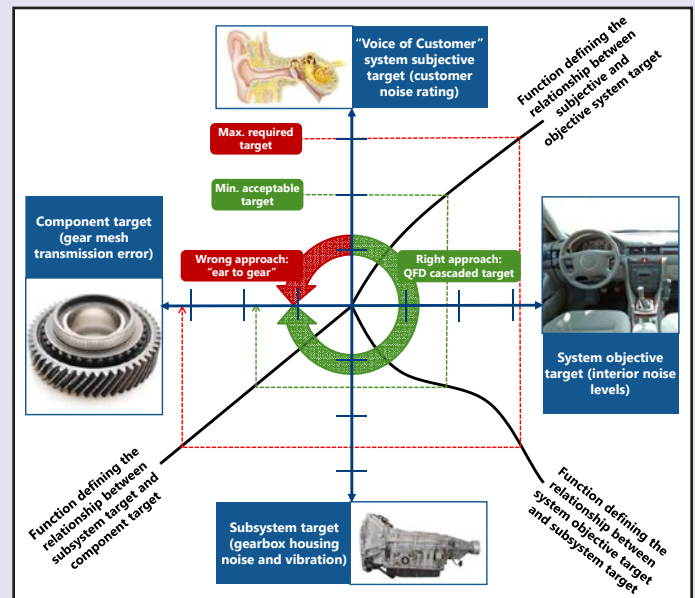 “Voice of Customer”
system subjective
target (customer
noise rating)
Function defining the
relationship between
subjective and
objective system target
Max. required
target
Min. acceptable
target
Component target
(gear mesh
transmission error)
Wrong approach:
“ear to gear”
Right approach:
QFD cascaded target
System objective
target (interior noise
levels)
Function defining the
relationship between
subsystem target and
component target
Subsystem target
(gearbox housing
noise and vibration)
Function defining the
relationship between
system objective target
and subsystem target